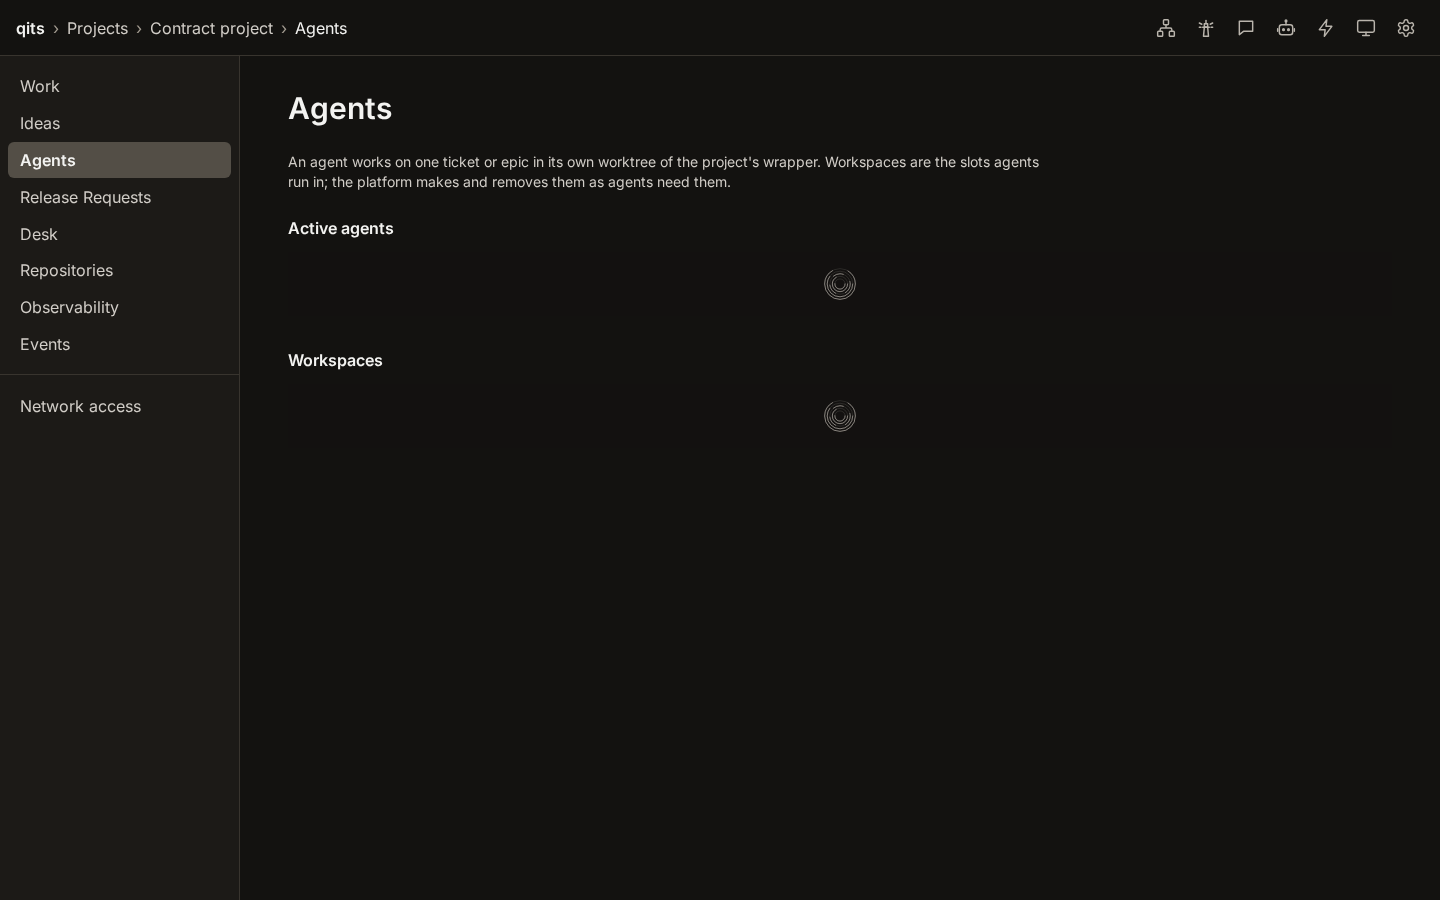 qits › Projects › Contract project › Agents
Work
Ideas
Agents
Release Requests
Desk
Repositories
Observability
Events
Network access
Agents
An agent works on one ticket or epic in its own worktree of the project's wrapper. Workspaces are the slots agents
run in; the platform makes and removes them as agents need them.
Active agents
Workspaces